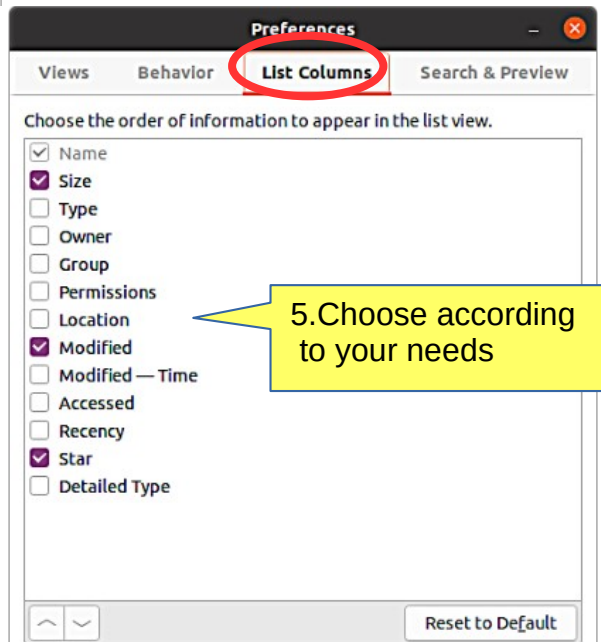 Preferences
Views Behavior List Columns Search & Preview
Choose the order of information to appear in the list view.
Name
Size
Type
Owner
Group
Permissions
Location
Modified
Modified — Time
Accessed
Recency
Star
Detailed Type
5.Choose according
to your needs
Reset to Default